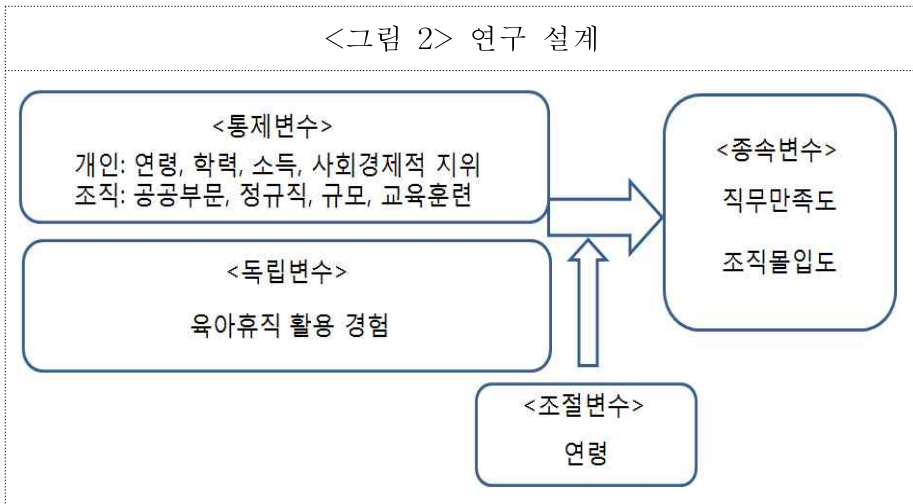 <그림 2> 연구 설계
<통제변수>
개인: 연령, 학력, 소득, 사회경제적 지위
조직: 공공부문, 정규직, 규모, 교육훈련
<독립변수>
육아휴직 활용 경험
<종속변수>
직무만족도
조직몰입도
<조절변수>
연령